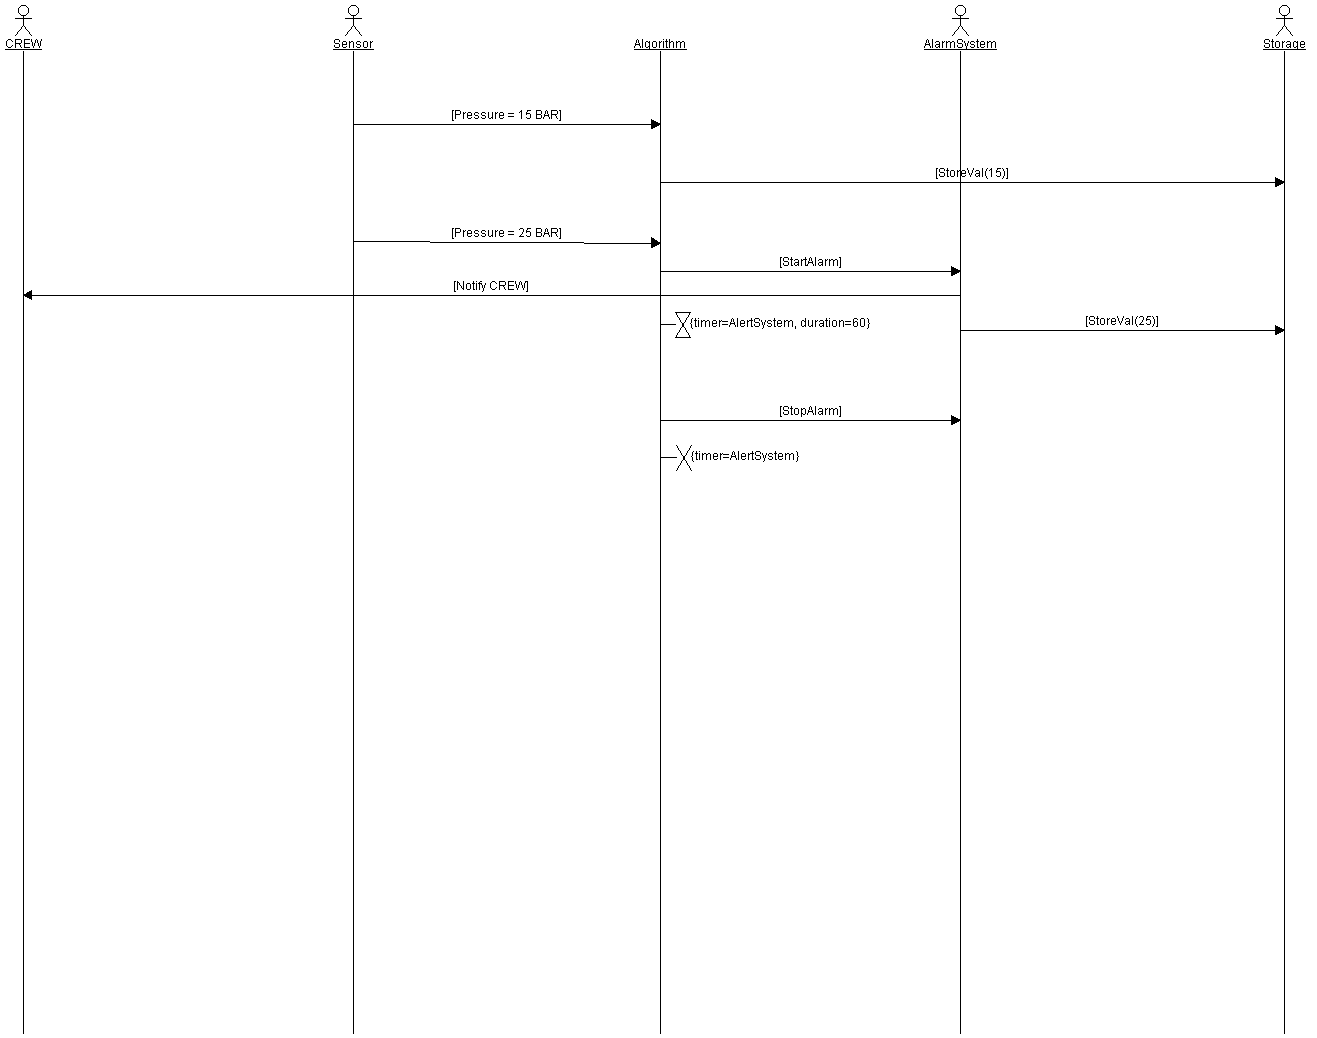 CREW
Sensor
Algorithm
AlarmSystem
Storage
[Pressure = 15 BAR]
[StoreVal(15)]
[Pressure = 25 BAR]
[StartAlarm]
[Notify CREW]
{timer=AlertSystem, duration=60}
[StoreVal(25)]
[StopAlarm]
{timer=AlertSystem}